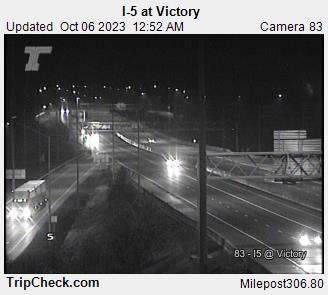 I-5 at Victory
Updated Oct 06 2023 12:52 AM Camera 83
T
5
83 - I5 @ Victory
TripCheck.com Milepost306.80